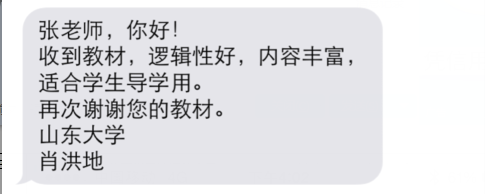 张老师，你好！
收到教材，逻辑性好，内容丰富，
适合学生导学用。
再次谢谢您的教材。
山东大学
肖洪地